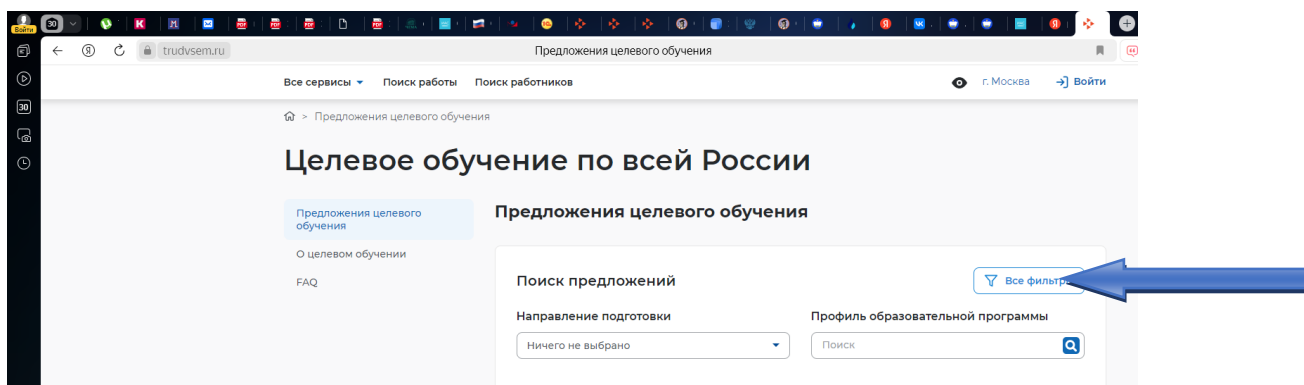 Войти
30
trudvsem.ru
Предложения целевого обучения
30
Все сервисы
Поиск работы
Поиск работников
г. Москва
Войти
> Предложения целевого обучения
Целевое обучение по всей России
Предложения целевого
обучения
О целевом обучении
FAQ
Предложения целевого обучения
Поиск предложений
Все фильтр
Направление подготовки
Профиль образовательной программы
Ничего не выбрано
Поиск